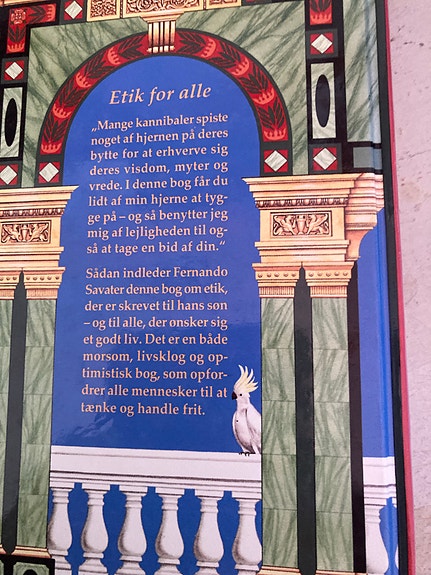 Etik for alle
„Mange kannibaler spiste
noget af hjernen på deres
bytte for at erhverve sig
deres visdom, myter og
vrede. I denne bog får du
lidt af min hjerne at tyg-
ge på – og så benytter jeg
mig af lejligheden til og-
så at tage en bid af din.“
Sådan indleder Fernando
Savater denne bog om etik,
der er skrevet til hans søn
– og til alle, der ønsker sig
et godt liv. Det er en både
morsom, livsklog og op-
timistisk bog, som opfor-
drer alle mennesker til at
tænke og handle frit.